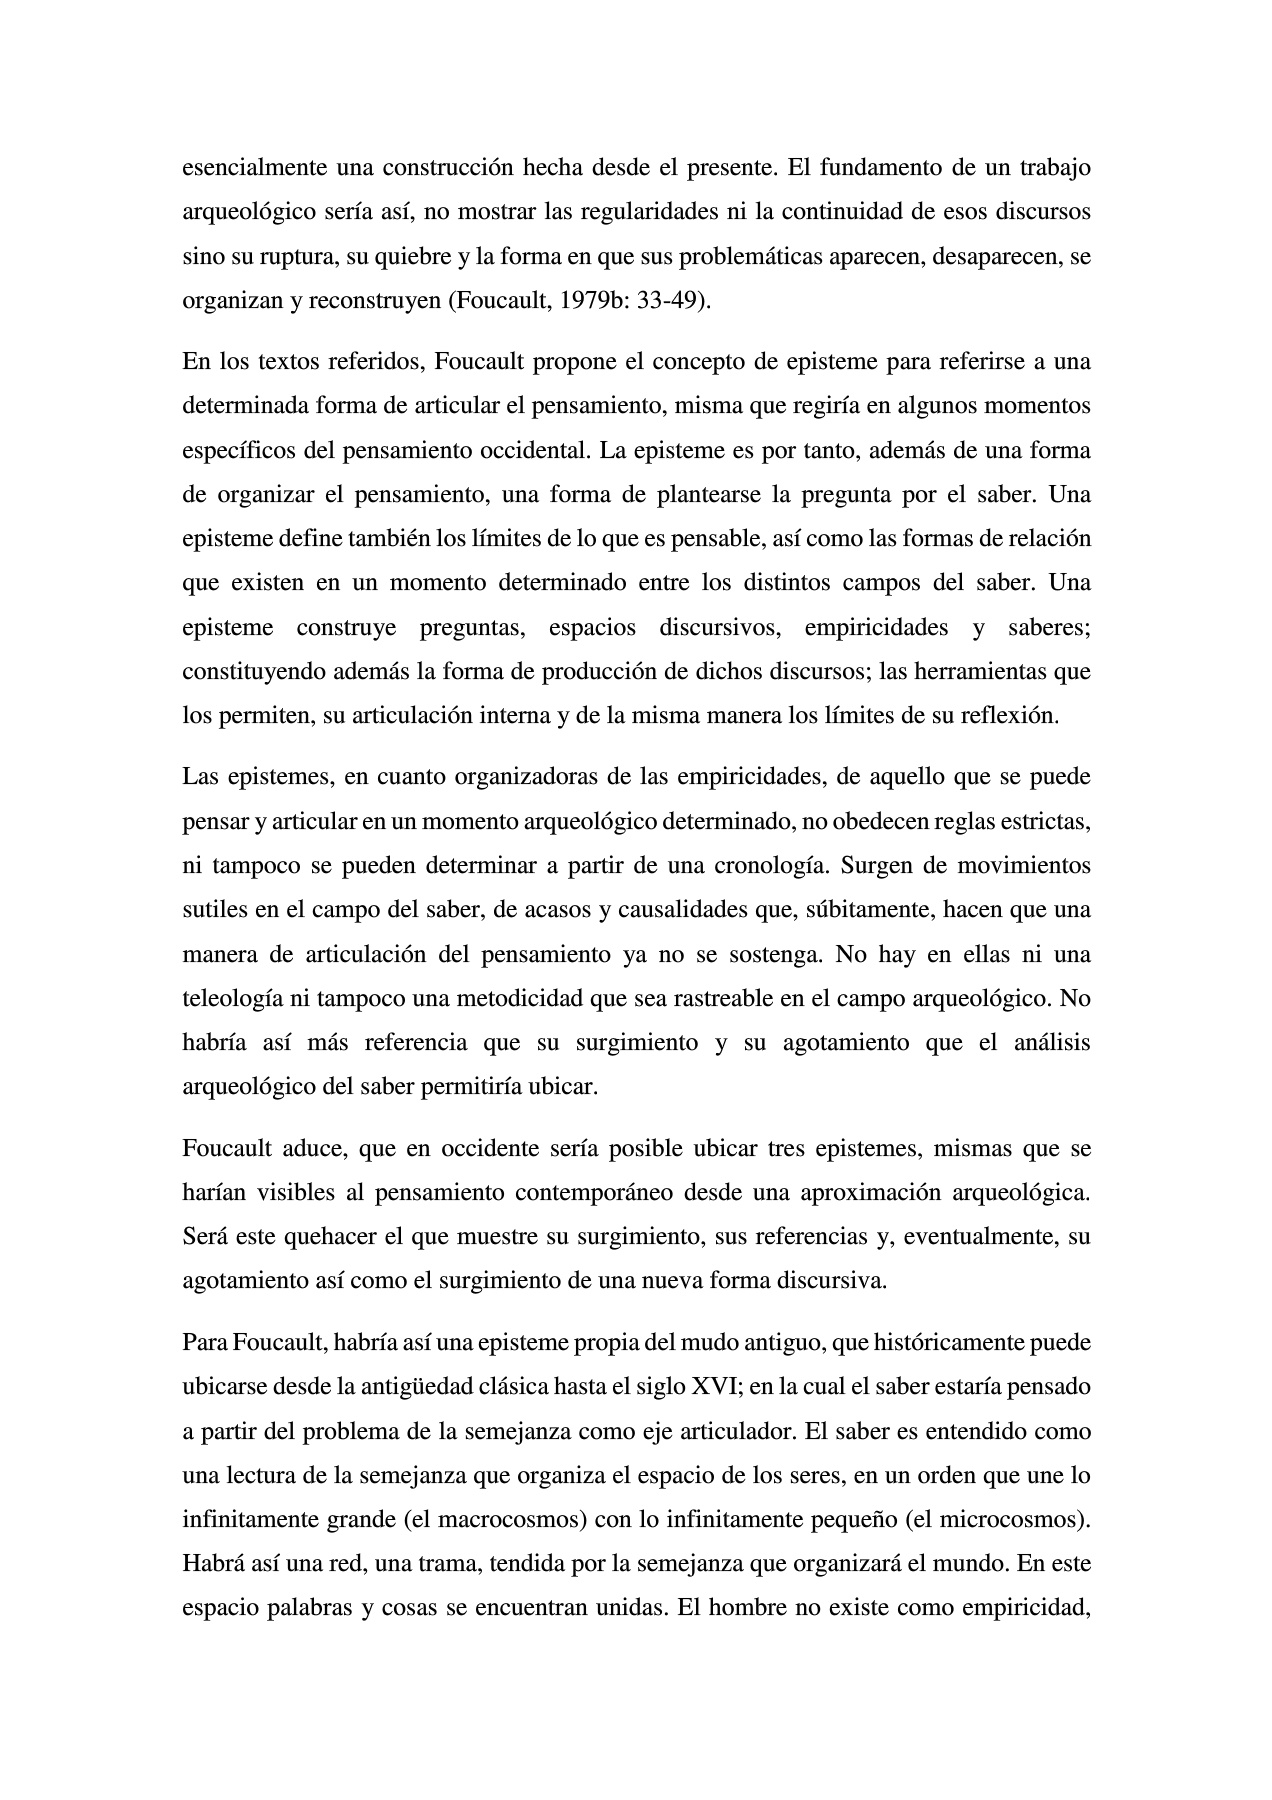 esencialmente una construcción hecha desde el presente. El fundamento de un trabajo
arqueológico sería así, no mostrar las regularidades ni la continuidad de esos discursos
sino su ruptura, su quiebre y la forma en que sus problemáticas aparecen, desaparecen, se
organizan y reconstruyen (Foucault, 1979b: 33-49).
En los textos referidos, Foucault propone el concepto de episteme para referirse a una
determinada forma de articular el pensamiento, misma que regiría en algunos momentos
específicos del pensamiento occidental. La episteme es por tanto, además de una forma
de organizar el pensamiento, una forma de plantearse la pregunta por el saber. Una
episteme define también los límites de lo que es pensable, así como las formas de relación
que existen en un momento determinado entre los distintos campos del saber. Una
episteme construye preguntas, espacios discursivos, empiricidades y saberes;
constituyendo además la forma de producción de dichos discursos; las herramientas que
los permiten, su articulación interna y de la misma manera los límites de su reflexión.
Las epistemes, en cuanto organizadoras de las empiricidades, de aquello que se puede
pensar y articular en un momento arqueológico determinado, no obedecen reglas estrictas,
ni tampoco se pueden determinar a partir de una cronología. Surgen de movimientos
sutiles en el campo del saber, de acasos y causalidades que, súbitamente, hacen que una
manera de articulación del pensamiento ya no se sostenga. No hay en ellas ni una
teleología ni tampoco una metodicidad que sea rastreable en el campo arqueológico. No
habría así más referencia que su surgimiento y su agotamiento que el análisis
arqueológico del saber permitiría ubicar.
Foucault aduce, que en occidente sería posible ubicar tres epistemes, mismas que se
harían visibles al pensamiento contemporáneo desde una aproximación arqueológica.
Será este quehacer el que muestre su surgimiento, sus referencias y, eventualmente, su
agotamiento así como el surgimiento de una nueva forma discursiva.
Para Foucault, habría así una episteme propia del mudo antiguo, que históricamente puede
ubicarse desde la antigüedad clásica hasta el siglo XVI; en la cual el saber estaría pensado
a partir del problema de la semejanza como eje articulador. El saber es entendido como
una lectura de la semejanza que organiza el espacio de los seres, en un orden que une lo
infinitamente grande (el macrocosmos) con lo infinitamente pequeño (el microcosmos).
Habrá así una red, una trama, tendida por la semejanza que organizará el mundo. En este
espacio palabras y cosas se encuentran unidas. El hombre no existe como empiricidad,